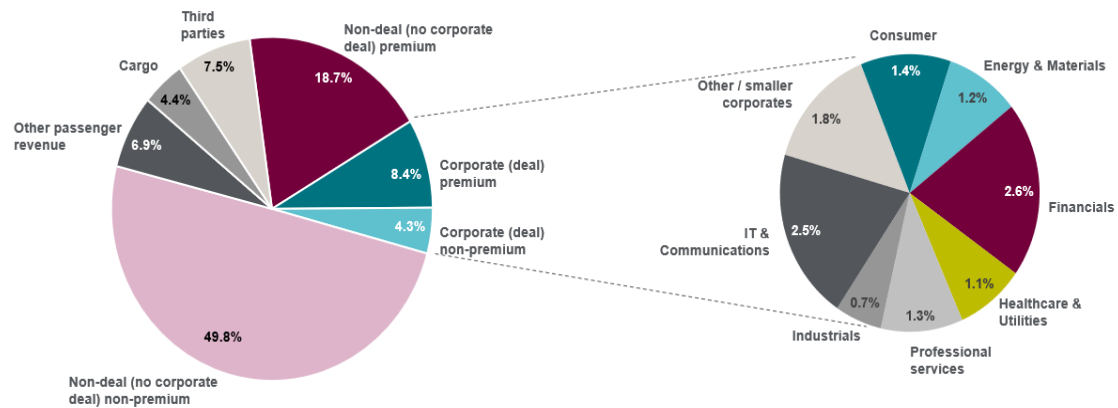 Third
parties
7.5%
Non-deal (no corporate
deal) premium
18.7%
Cargo
4.4%
Other passenger
revenue
6.9%
Corporate (deal)
premium
8.4%
Corporate (deal)
non-premium
4.3%
49.8%
Non-deal (no corporate
deal) non-premium
Consumer
1.4%
Energy & Materials
1.2%
Other / smaller
corporates
1.8%
Financials
2.6%
IT &
Communications
2.5%
Healthcare &
Utilities
1.1%
Industrials
0.7%
Professional
services
1.3%